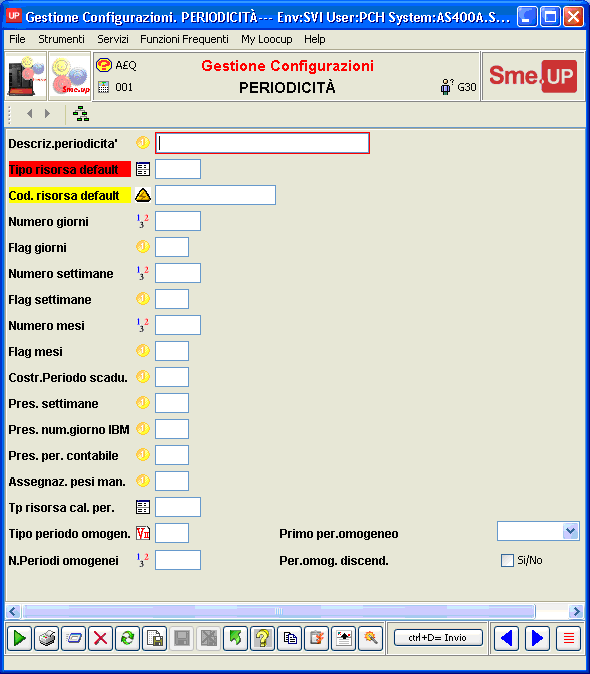 UP Gestione Configurazioni. PERIODICITÀ--- Env:SVI User:PCH System:AS400A.S...
File Strumenti Servizi Funzioni Frequenti My Loocup Help
Sme.up
A£Q
001
Gestione Configurazioni
PERIODICITÀ
G30
Sme.UP
Descriz.periodicita'
Tipo risorsa default
Cod. risorsa default
Numero giorni
Flag giorni
Numero settimane
Flag settimane
Numero mesi
Flag mesi
Costr.Periodo scadu.
Pres. settimane
Pres. num.giorno IBM
Pres. per. contabile
Assegnaz. pesi man.
Tp risorsa cal. per.
Tipo periodo omogen. Primo per.omogeneo
N.Periodi omogenei Per.omog. discend. Si/No
ctrl+D= Invio